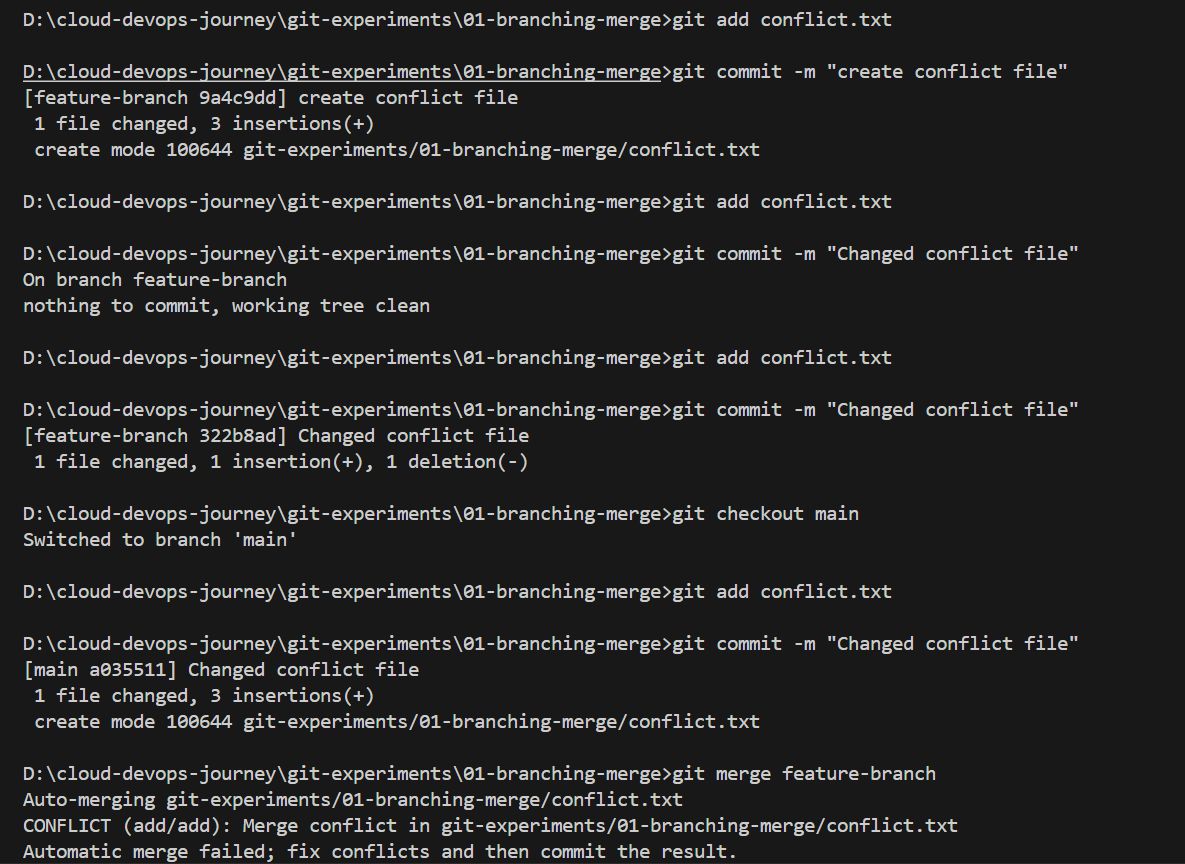 D:\cloud-devops-journey\git-experiments\01-branching-merge>git add conflict.txt
D:\cloud-devops-journey\git-experiments\01-branching-merge>git commit -m "create conflict file"
[feature-branch 9a4c9dd] create conflict file
1 file changed, 3 insertions(+)
create mode 100644 git-experiments/01-branching-merge/conflict.txt
D:\cloud-devops-journey\git-experiments\01-branching-merge>git add conflict.txt
D:\cloud-devops-journey\git-experiments\01-branching-merge>git commit -m "Changed conflict file"
On branch feature-branch
nothing to commit, working tree clean
D:\cloud-devops-journey\git-experiments\01-branching-merge>git add conflict.txt
D:\cloud-devops-journey\git-experiments\01-branching-merge>git commit -m "Changed conflict file"
[feature-branch 322b8ad] Changed conflict file
1 file changed, 1 insertion(+), 1 deletion(-)
D:\cloud-devops-journey\git-experiments\01-branching-merge>git checkout main
Switched to branch 'main'
D:\cloud-devops-journey\git-experiments\01-branching-merge>git add conflict.txt
D:\cloud-devops-journey\git-experiments\01-branching-merge>git commit -m "Changed conflict file"
[main a035511] Changed conflict file
1 file changed, 3 insertions(+)
create mode 100644 git-experiments/01-branching-merge/conflict.txt
D:\cloud-devops-journey\git-experiments\01-branching-merge>git merge feature-branch
Auto-merging git-experiments/01-branching-merge/conflict.txt
CONFLICT (add/add): Merge conflict in git-experiments/01-branching-merge/conflict.txt
Automatic merge failed; fix conflicts and then commit the result.